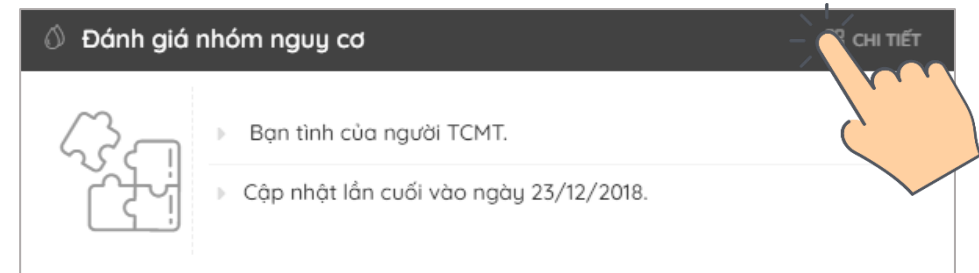 Đánh giá nhóm nguy cơ
CHI TIẾT
Bạn tình của người TCMT.
Cập nhật lần cuối vào ngày 23/12/2018.